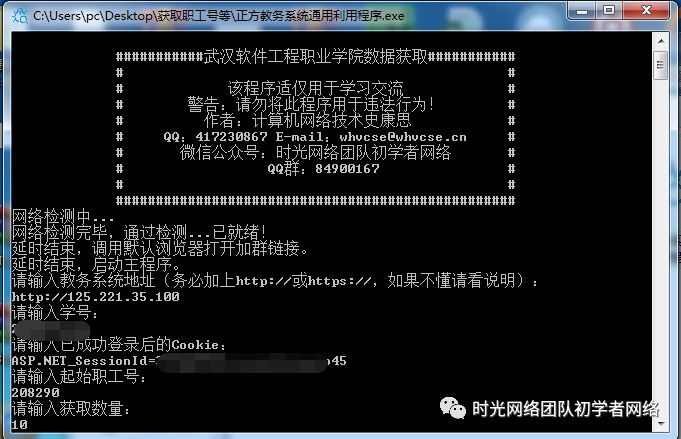 C:\Users\pc\Desktop\获取职工号等\正方教务系统通用利用程序.exe
###########武汉软件工程职业学院数据获取###########
# #
# 该程序适仅用于学习交流 #
# 警告：请勿将此程序用于违法行为！ #
# 作者：计算机网络技术史康思 #
# QQ：417230867 E-mail：whvcse@whvcse.cn #
# 微信公众号：时光网络团队初学者网络 #
# QQ群：84900167 #
# #
##################################################
网络检测中...
网络检测完毕，通过检测...已就绪！
延时结束，调用默认浏览器打开加群链接。
延时结束，启动主程序。
请输入教务系统地址（务必加上http://或https://，如果不懂请看说明）：
http://125.221.35.100
请输入学号：
2
请输入已成功登录后的Cookie：
ASP.NET_SessionId= 45
请输入起始职工号：
208290
请输入获取数量：
10
时光网络团队初学者网络